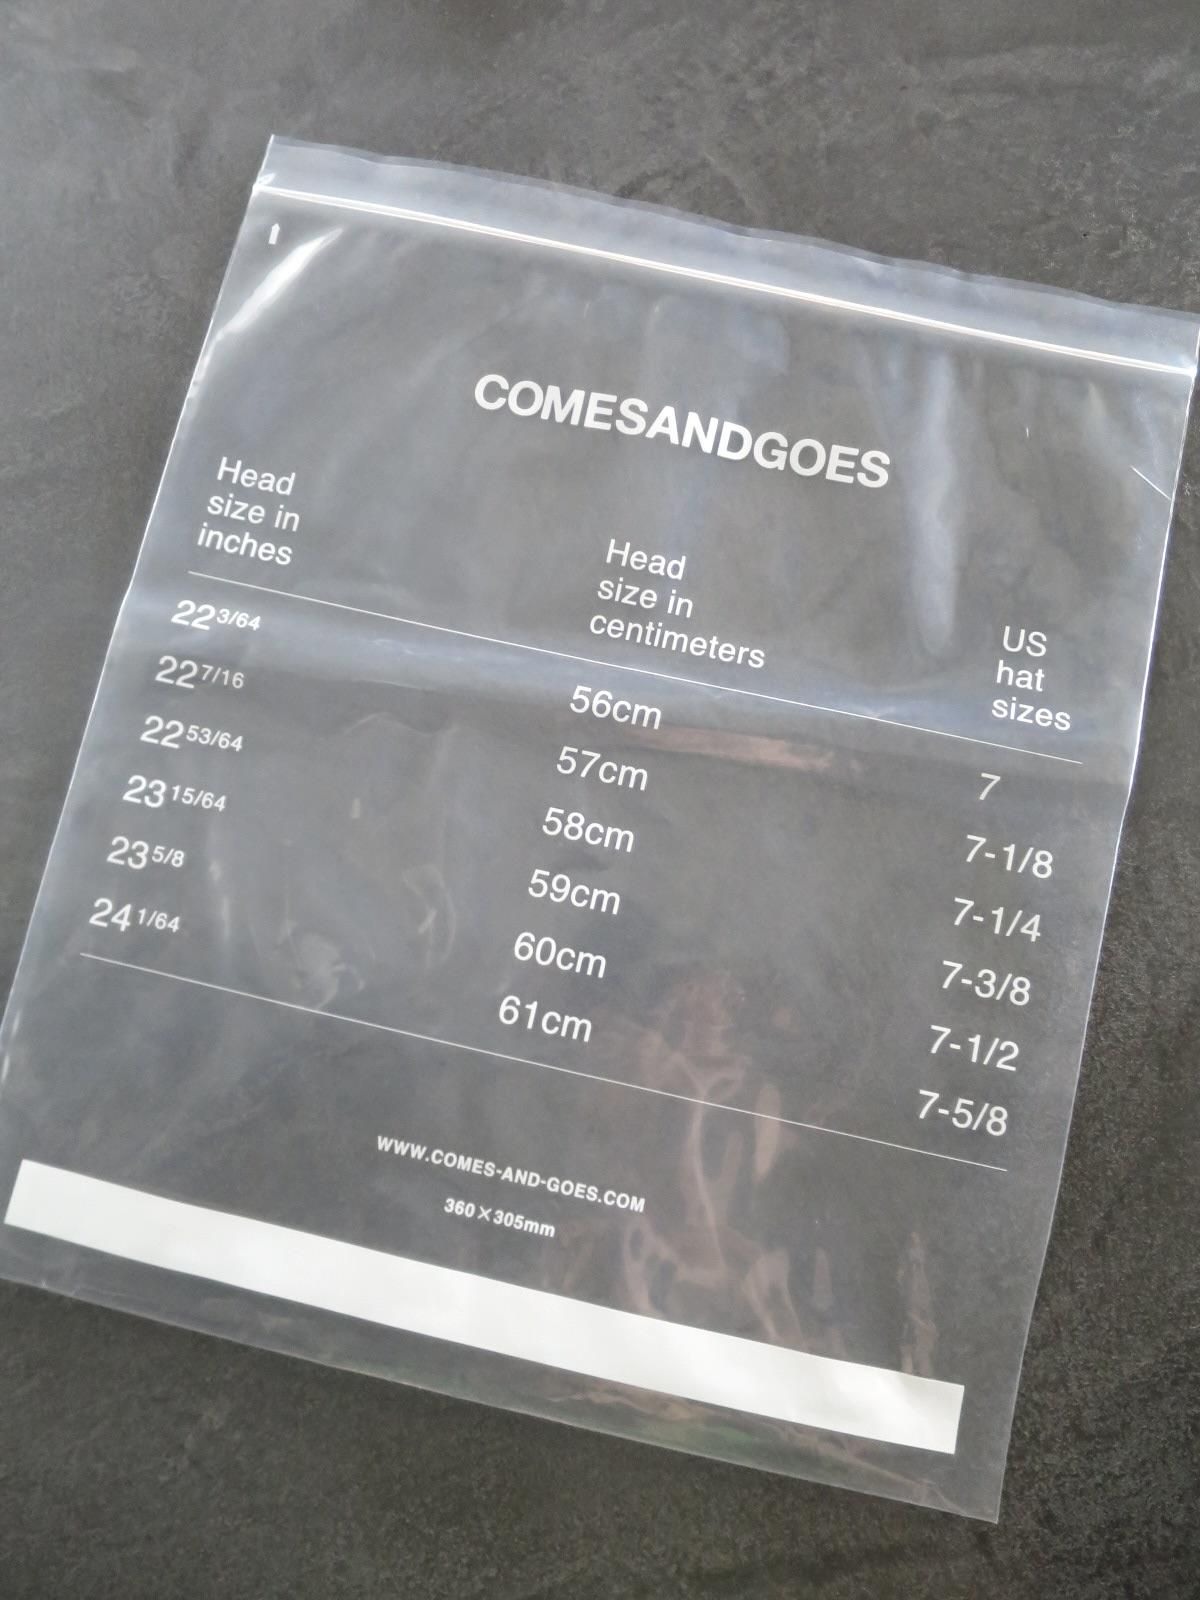 COMESANDGOES
Head
size in
inches
Head
size in
centimeters
US
hat
sizes
22 3/64 56cm 7
22 7/16 57cm 7-1/8
22 53/64 58cm 7-1/4
23 15/64 59cm 7-3/8
23 5/8 60cm 7-1/2
24 1/64 61cm 7-5/8
WWW.COMES-AND-GOES.COM
360×305mm